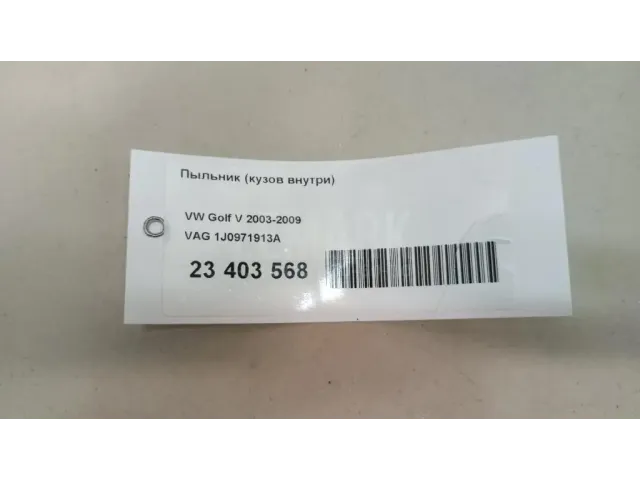 Пыльник (кузов внутри)
VW Golf V 2003-2009
VAG 1J0971913A
23 403 568